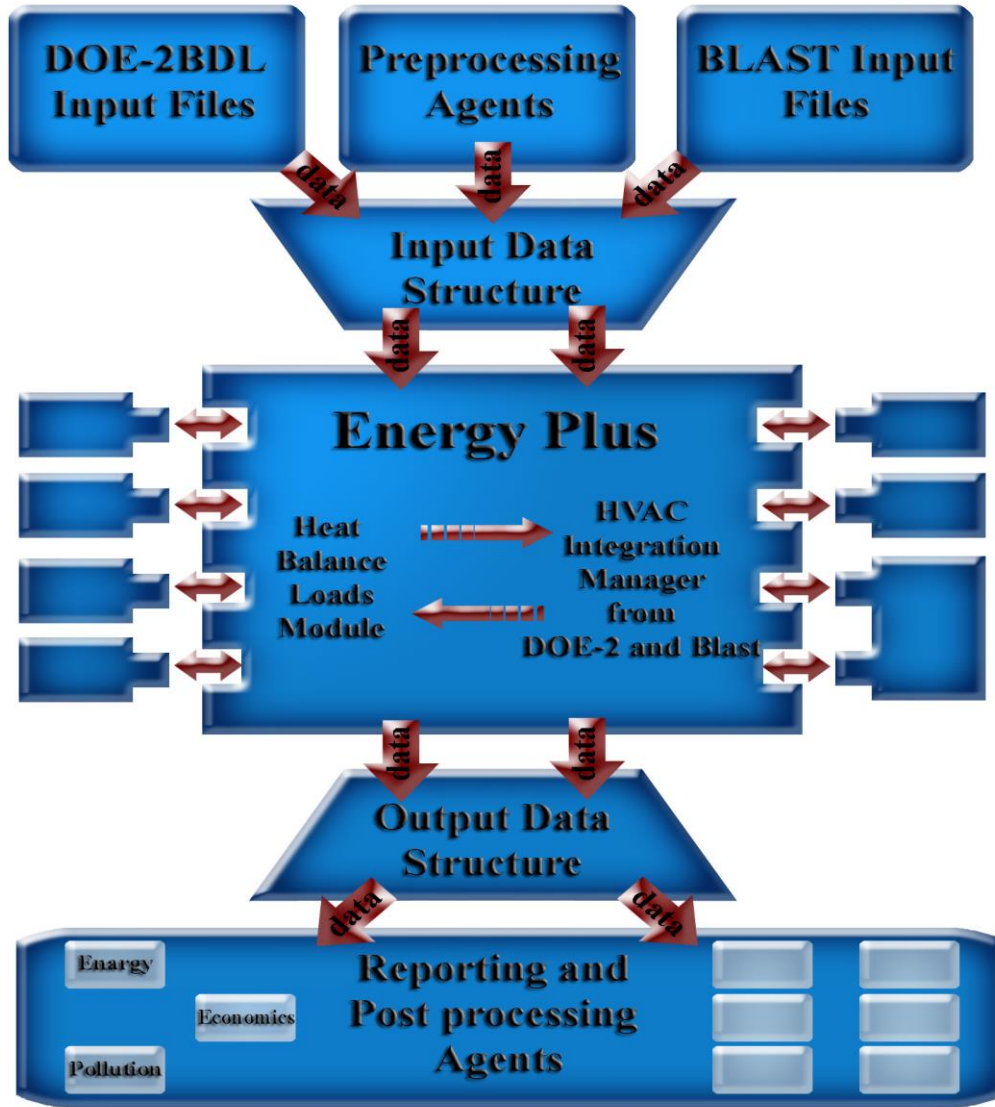 DOE-2BDL
Input Files
Preprocessing
Agents
BLAST Input
Files
data
data
data
Input Data
Structure
data
data
Energy Plus
Heat
Balance
Loads
Module
HVAC
Integration
Manager
from
DOE-2 and Blast
data
data
Output Data
Structure
data
data
Enargy
Economics
Pollution
Reporting and
Post processing
Agents